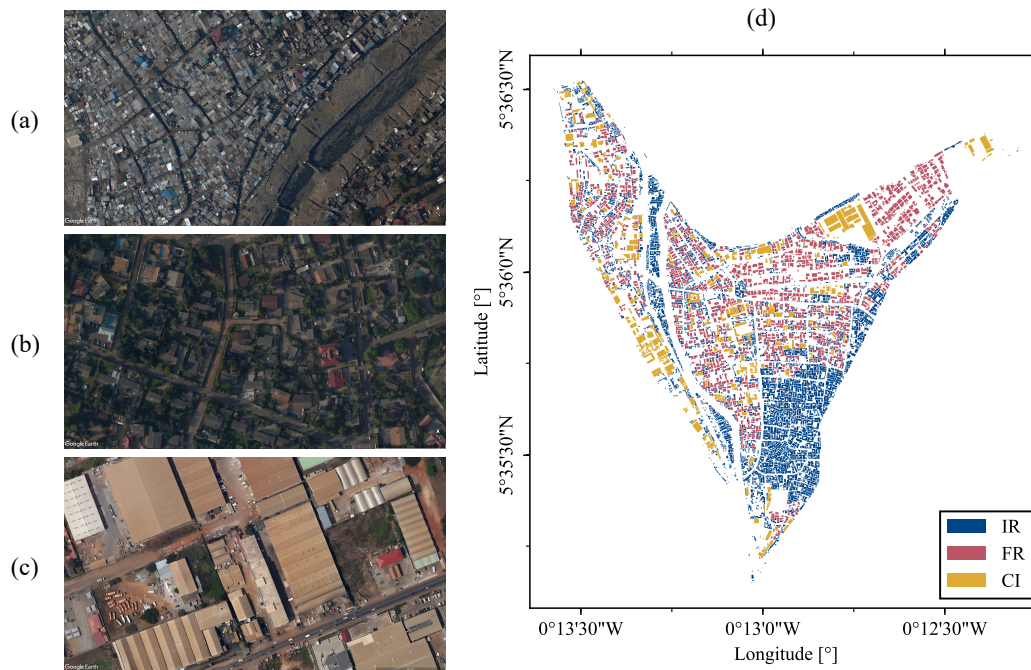 (a)
Google Earth
(b)
Google Earth
(c)
Google Earth
(d)
5°36'30"N
5°36'0"N
5°35'30"N
Latitude [°]
0°13'30"W
0°13'0"W
0°12'30"W
Longitude [°]
IR
FR
CI